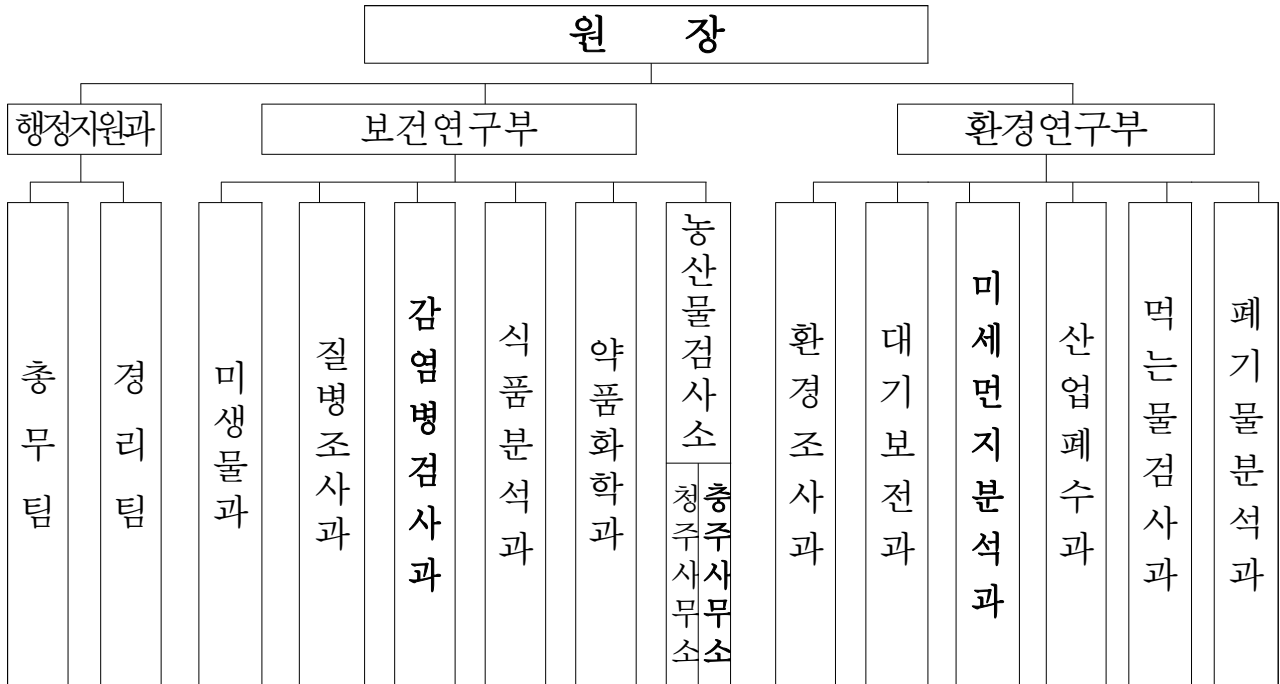 원 장
행정지원과
보건연구부
환경연구부
총무팀
경리팀
미생물과
질병조사과
감염병검사과
식품분석과
약품화학과
농산물검사소
청주사무소
충주사무소
환경조사과
대기보전과
미세먼지분석과
산업폐수과
먹는물검사과
폐기물분석과